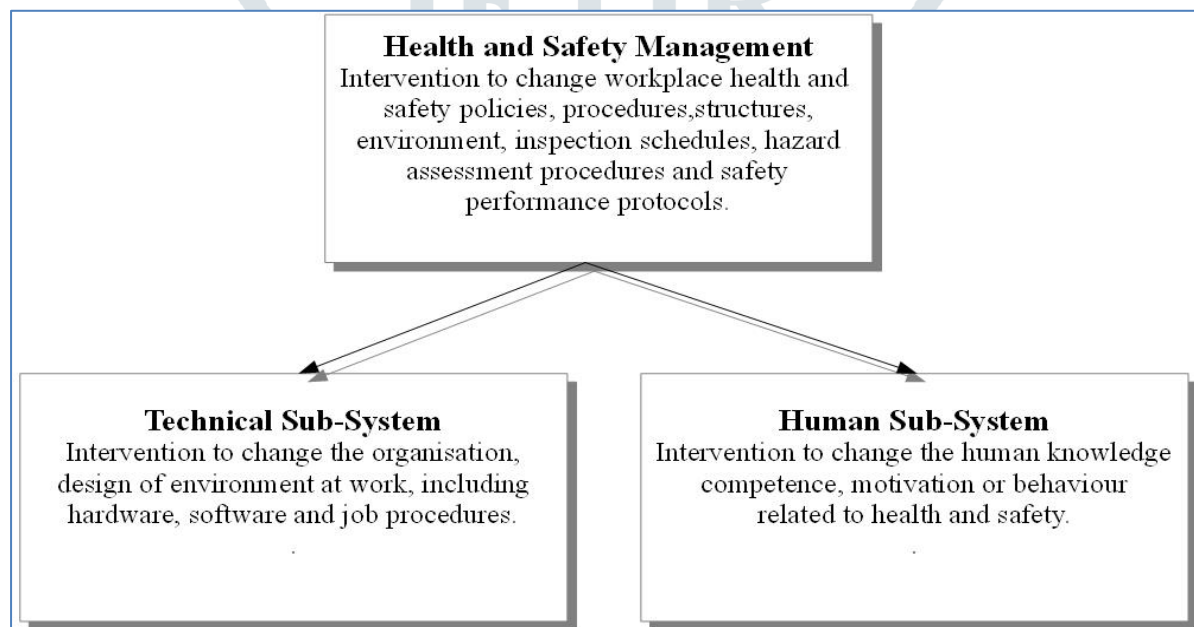 Health and Safety Management
Intervention to change workplace health and
safety policies, procedures,structures,
environment, inspection schedules, hazard
assessment procedures and safety
performance protocols.
Technical Sub-System
Intervention to change the organisation,
design of environment at work, including
hardware, software and job procedures.
.
Human Sub-System
Intervention to change the human knowledge
competence, motivation or behaviour
related to health and safety.
.